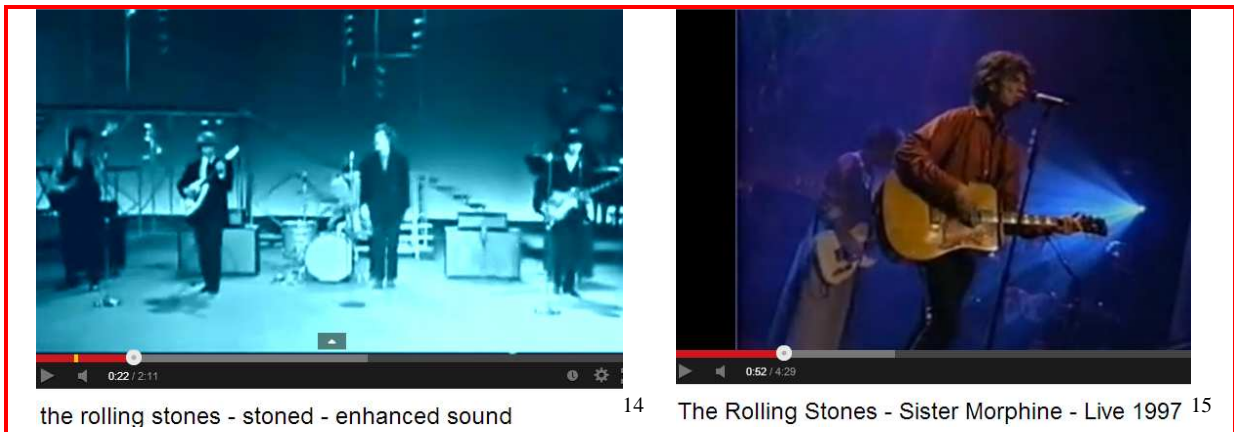 0:22 / 2:11
the rolling stones - stoned - enhanced sound 14
0:52 / 4:29
The Rolling Stones - Sister Morphine - Live 1997 15